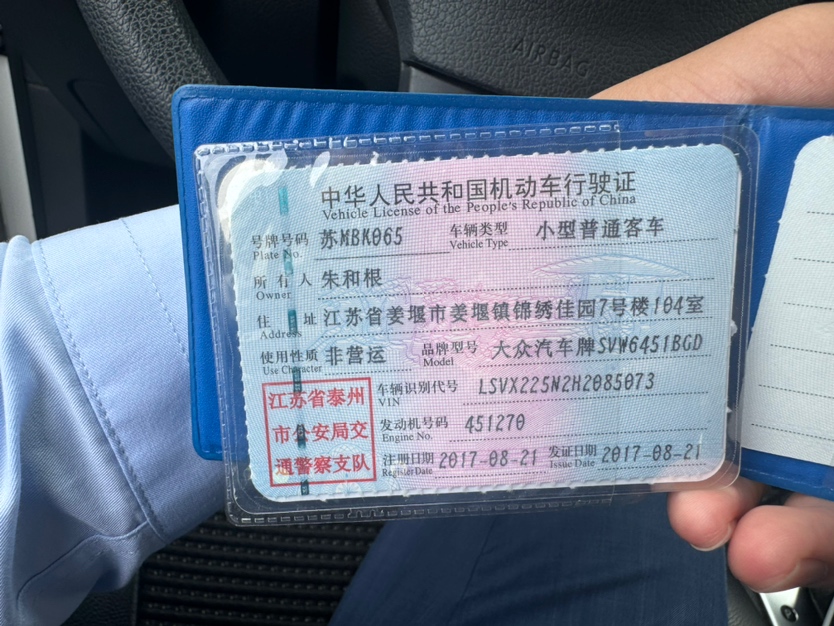 AIRBAG
中华人民共和国机动车行驶证
Vehicle License of the People's Republic of China
号牌号码 苏MBK065 车辆类型 小型普通客车
Plate No. Vehicle Type
所有人 朱和根
Owner
住址 江苏省姜堰市姜堰镇锦绣佳园7号楼104室
Address
使用性质 非营运 品牌型号 大众汽车牌SVW6451BGD
Use Character Model
江苏省泰州
市公安局交
通警察支队
车辆识别代号 LSVX225N2H2085073
VIN
发动机号码 451270
Engine No.
注册日期 2017-08-21 发证日期 2017-08-21
Register Date Issue Date